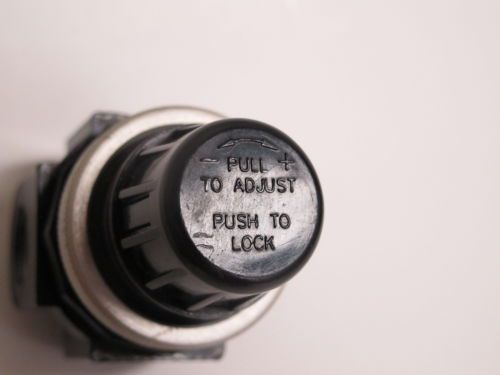 - +
PULL
TO ADJUST
PUSH TO
LOCK